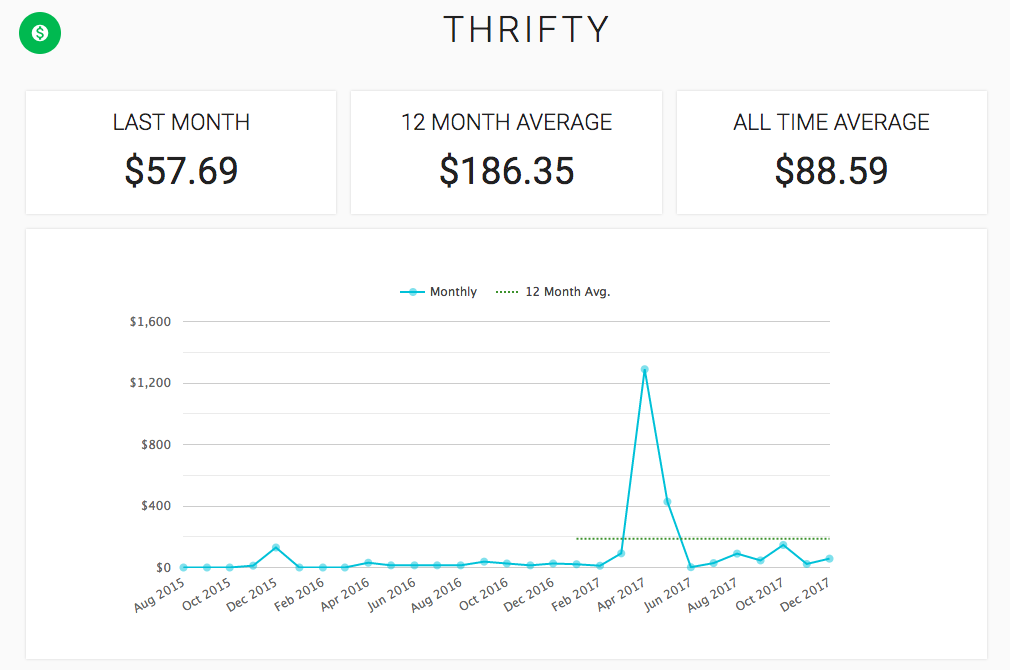 THRIFTY
LAST MONTH
$57.69
12 MONTH AVERAGE
$186.35
ALL TIME AVERAGE
$88.59
Monthly
12 Month Avg.
$1,600
$1,200
$800
$400
$0
Aug 2015
Oct 2015
Dec 2015
Feb 2016
Apr 2016
Jun 2016
Aug 2016
Oct 2016
Dec 2016
Feb 2017
Apr 2017
Jun 2017
Aug 2017
Oct 2017
Dec 2017